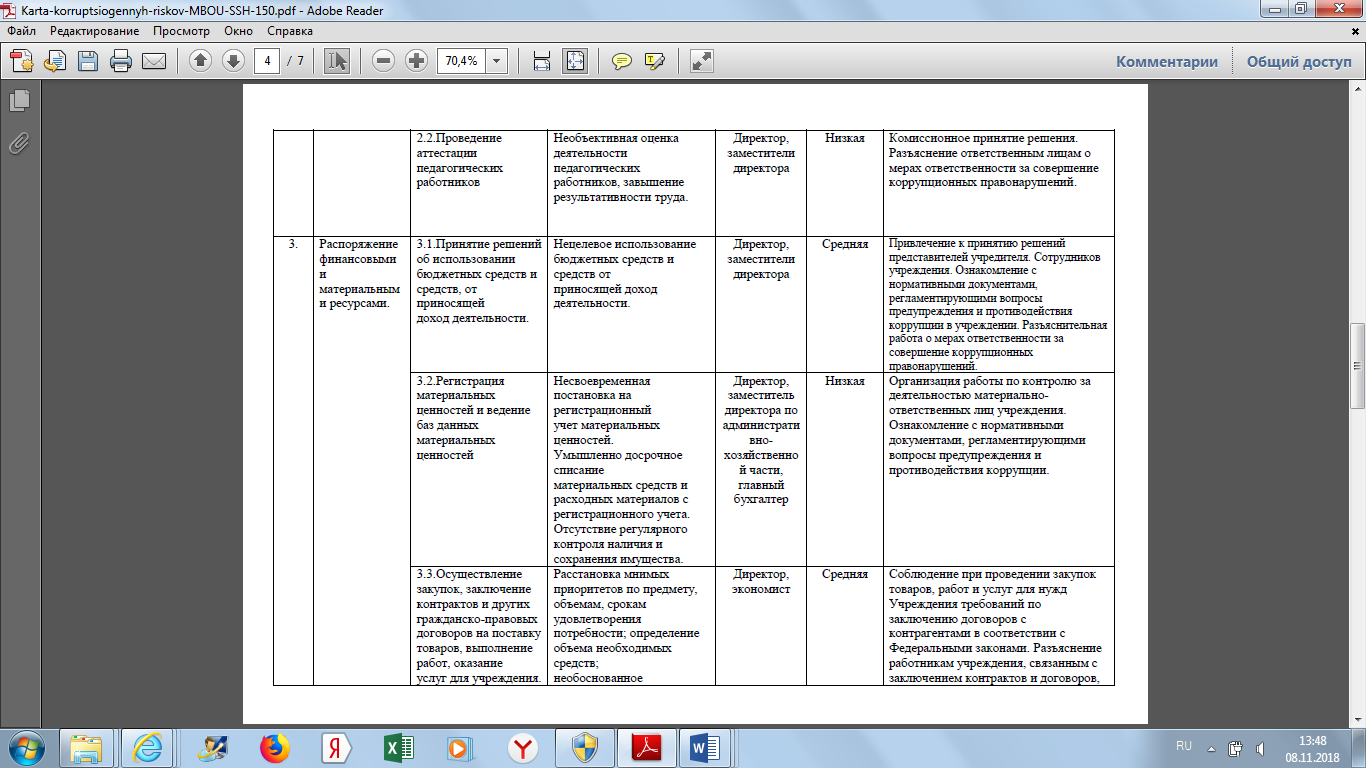 Karta-korruptsiogennyh-riskov-MBOU-SSH-150.pdf - Adobe Reader
Файл Редактирование Просмотр Окно Справка
4 / 7 70,4% Комментарии Общий доступ
2.2.Проведение
аттестации
педагогических
работников
Необъективная оценка
деятельности
педагогических
работников, завышение
результативности труда.
Директор,
заместители
директора
Низкая
Комиссионное принятие решения.
Разъяснение ответственным лицам о
мерах ответственности за совершение
коррупционных правонарушений.
3.
Распоряжение
финансовыми
и
материальным
и ресурсами.
3.1.Принятие решений
об использовании
бюджетных средств и
средств, от
приносящей
доход деятельности.
Нецелевое использование
бюджетных средств и
средств от
приносящей доход
деятельности.
Директор,
заместители
директора
Средняя
Привлечение к принятию решений
представителей учредителя. Сотрудников
учреждения. Ознакомление с
нормативными документами,
регламентирующими вопросы
предупреждения и противодействия
коррупции в учреждении. Разъяснительная
работа о мерах ответственности за
совершение коррупционных
правонарушений.
3.2.Регистрация
материальных
ценностей и ведение
баз данных
материальных
ценностей
Несвоевременная
постановка на
регистрационный
учет материальных
ценностей.
Умышленно досрочное
списание
материальных средств и
расходных материалов с
регистрационного учета.
Отсутствие регулярного
контроля наличия и
сохранения имущества.
Директор,
заместитель
директора по
администрати
вно-
хозяйственно
й части,
главный
бухгалтер
Низкая
Организация работы по контролю за
деятельностью материально-
ответственных лиц учреждения.
Ознакомление с нормативными
документами, регламентирующими
вопросы предупреждения и
противодействия коррупции.
3.3.Осуществление
закупок, заключение
контрактов и других
гражданско-правовых
договоров на поставку
товаров, выполнение
работ, оказание
услуг для учреждения.
Расстановка мнимых
приоритетов по предмету,
объемам, срокам
удовлетворения
потребности; определение
объема необходимых
средств;
необоснованное
Директор,
экономист
Средняя
Соблюдение при проведении закупок
товаров, работ и услуг для нужд
Учреждения требований по
заключению договоров с
контрагентами в соответствии с
Федеральными законами. Разъяснение
работникам учреждения, связанным с
заключением контрактов и договоров,
RU
13:48
08.11.2018